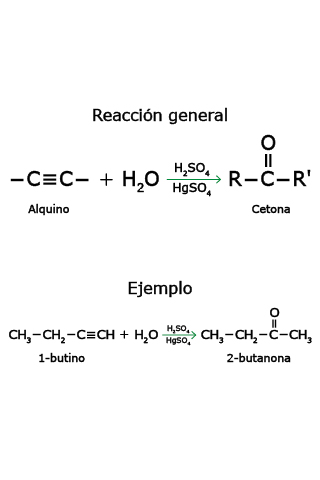 Reacción general
O
−C≡C− + H₂O H₂SO₄ HgSO₄ → R−C−R'
Alquino Cetona
Ejemplo
O
CH₃−CH₂−C≡CH + H₂O H₂SO₄ HgSO₄ → CH₃−CH₂−C−CH₃
1-butino 2-butanona